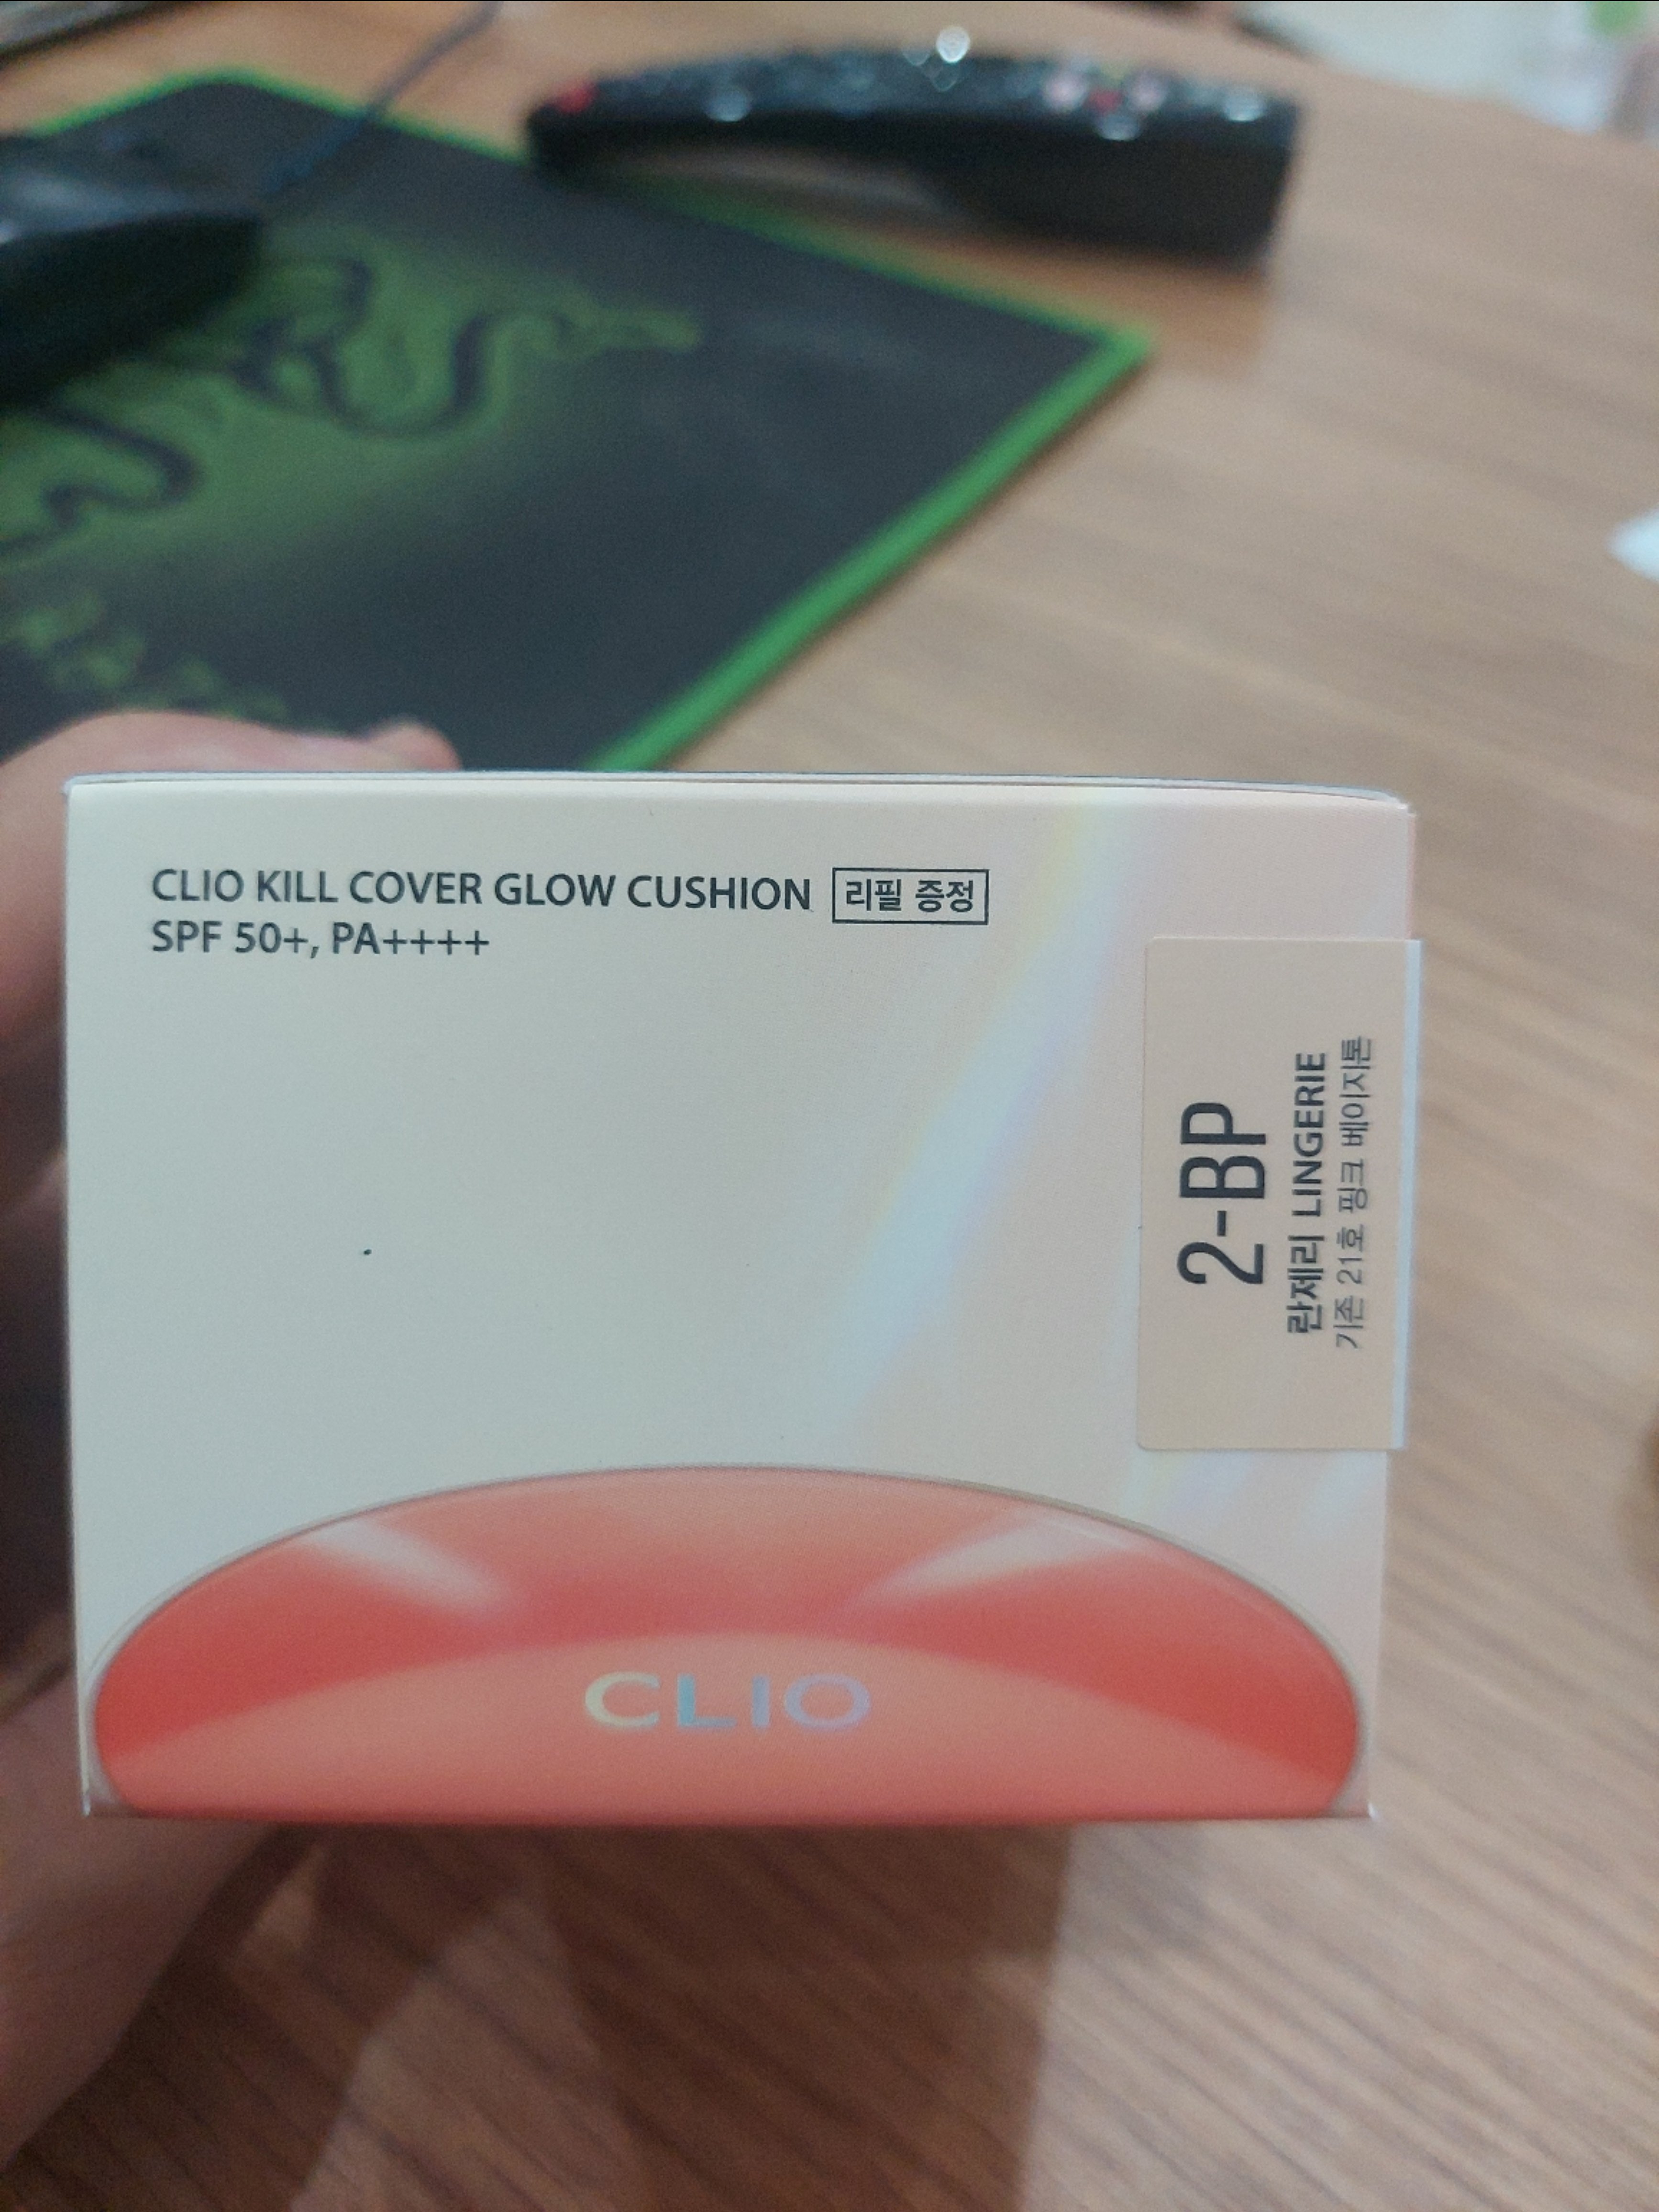 CLIO KILL COVER GLOW CUSHION 리필 증정
SPF 50+, PA++++
2-BP
란제리 LINGERIE
기존 21호 핑크 베이지톤
CLIO